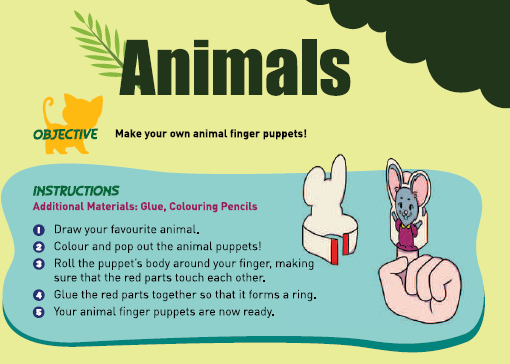 Animals
OBJECTIVE
Make your own animal finger puppets!
INSTRUCTIONS
Additional Materials: Glue, Colouring Pencils
1 Draw your favourite animal.
2 Colour and pop out the animal puppets!
3 Roll the puppet's body around your finger, making
sure that the red parts touch each other.
4 Glue the red parts together so that it forms a ring.
5 Your animal finger puppets are now ready.